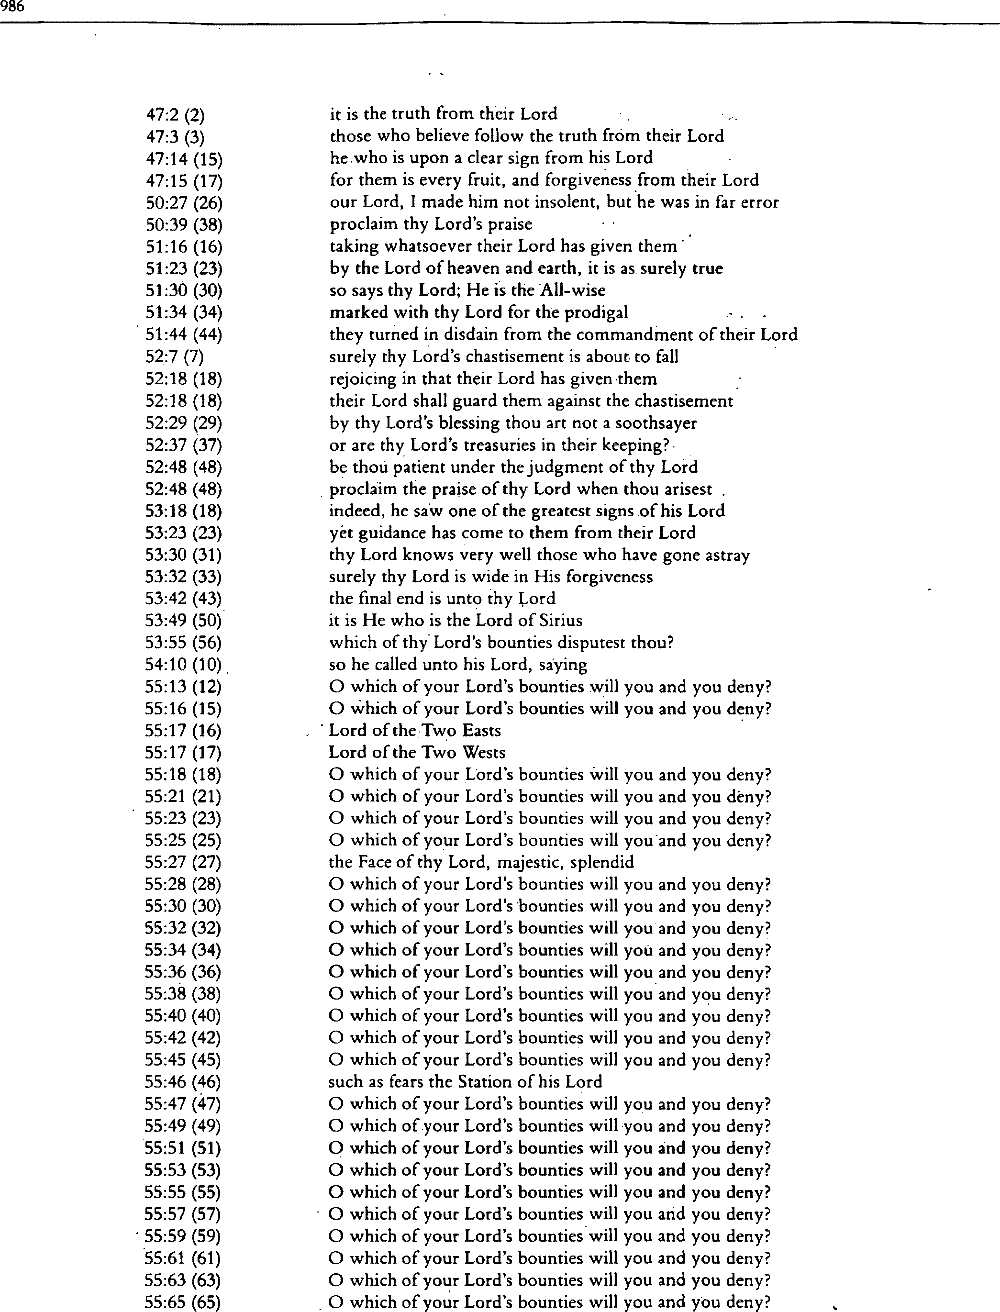 986
47:2 (2) it is the truth from their Lord
47:3 (3) those who believe follow the truth from their Lord
47:14 (15) he who is upon a clear sign from his Lord
47:15 (17) for them is every fruit, and forgiveness from their Lord
50:27 (26) our Lord, I made him not insolent, but he was in far error
50:39 (38) proclaim thy Lord's praise
51:16 (16) taking whatsoever their Lord has given them
51:23 (23) by the Lord of heaven and earth, it is as surely true
51:30 (30) so says thy Lord; He is the All-wise
51:34 (34) marked with thy Lord for the prodigal
51:44 (44) they turned in disdain from the commandment of their Lord
52:7 (7) surely thy Lord's chastisement is about to fall
52:18 (18) rejoicing in that their Lord has given them
52:18 (18) their Lord shall guard them against the chastisement
52:29 (29) by thy Lord's blessing thou art not a soothsayer
52:37 (37) or are thy Lord's treasuries in their keeping?
52:48 (48) be thou patient under the judgment of thy Lord
52:48 (48) proclaim the praise of thy Lord when thou arisest
53:18 (18) indeed, he saw one of the greatest signs of his Lord
53:23 (23) yet guidance has come to them from their Lord
53:30 (31) thy Lord knows very well those who have gone astray
53:32 (33) surely thy Lord is wide in His forgiveness
53:42 (43) the final end is unto thy Lord
53:49 (50) it is He who is the Lord of Sirius
53:55 (56) which of thy Lord's bounties disputest thou?
54:10 (10) so he called unto his Lord, saying
55:13 (12) O which of your Lord's bounties will you and you deny?
55:16 (15) O which of your Lord's bounties will you and you deny?
55:17 (16) Lord of the Two Easts
55:17 (17) Lord of the Two Wests
55:18 (18) O which of your Lord's bounties will you and you deny?
55:21 (21) O which of your Lord's bounties will you and you deny?
55:23 (23) O which of your Lord's bounties will you and you deny?
55:25 (25) O which of your Lord's bounties will you and you deny?
55:27 (27) the Face of thy Lord, majestic, splendid
55:28 (28) O which of your Lord's bounties will you and you deny?
55:30 (30) O which of your Lord's bounties will you and you deny?
55:32 (32) O which of your Lord's bounties will you and you deny?
55:34 (34) O which of your Lord's bounties will you and you deny?
55:36 (36) O which of your Lord's bounties will you and you deny?
55:38 (38) O which of your Lord's bounties will you and you deny?
55:40 (40) O which of your Lord's bounties will you and you deny?
55:42 (42) O which of your Lord's bounties will you and you deny?
55:45 (45) O which of your Lord's bounties will you and you deny?
55:46 (46) such as fears the Station of his Lord
55:47 (47) O which of your Lord's bounties will you and you deny?
55:49 (49) O which of your Lord's bounties will you and you deny?
55:51 (51) O which of your Lord's bounties will you and you deny?
55:53 (53) O which of your Lord's bounties will you and you deny?
55:55 (55) O which of your Lord's bounties will you and you deny?
55:57 (57) O which of your Lord's bounties will you and you deny?
55:59 (59) O which of your Lord's bounties will you and you deny?
55:61 (61) O which of your Lord's bounties will you and you deny?
55:63 (63) O which of your Lord's bounties will you and you deny?
55:65 (65) O which of your Lord's bounties will you and you deny?